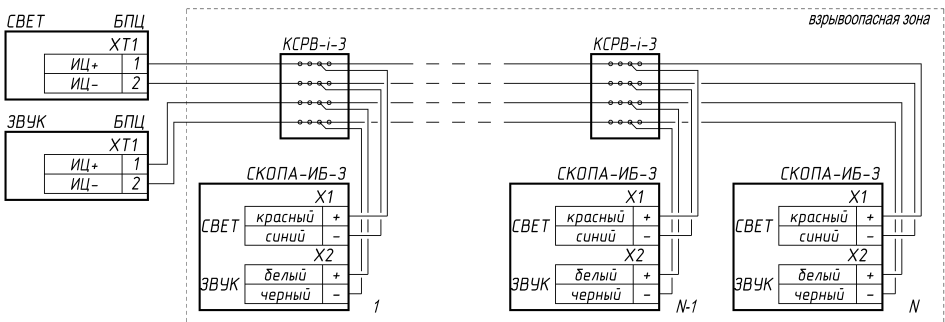 взрывоопасная зона
СВЕТ БПЦ
XT1
ИЦ+ 1
ИЦ- 2
ЗВУК БПЦ
XT1
ИЦ+ 1
ИЦ- 2
КСРВ-i-3
КСРВ-i-3
СКОПА-ИБ-3
X1
СВЕТ
красный +
синий -
X2
ЗВУК
белый +
черный -
1
СКОПА-ИБ-3
X1
СВЕТ
красный +
синий -
X2
ЗВУК
белый +
черный -
N-1
СКОПА-ИБ-3
X1
СВЕТ
красный +
синий -
X2
ЗВУК
белый +
черный -
N